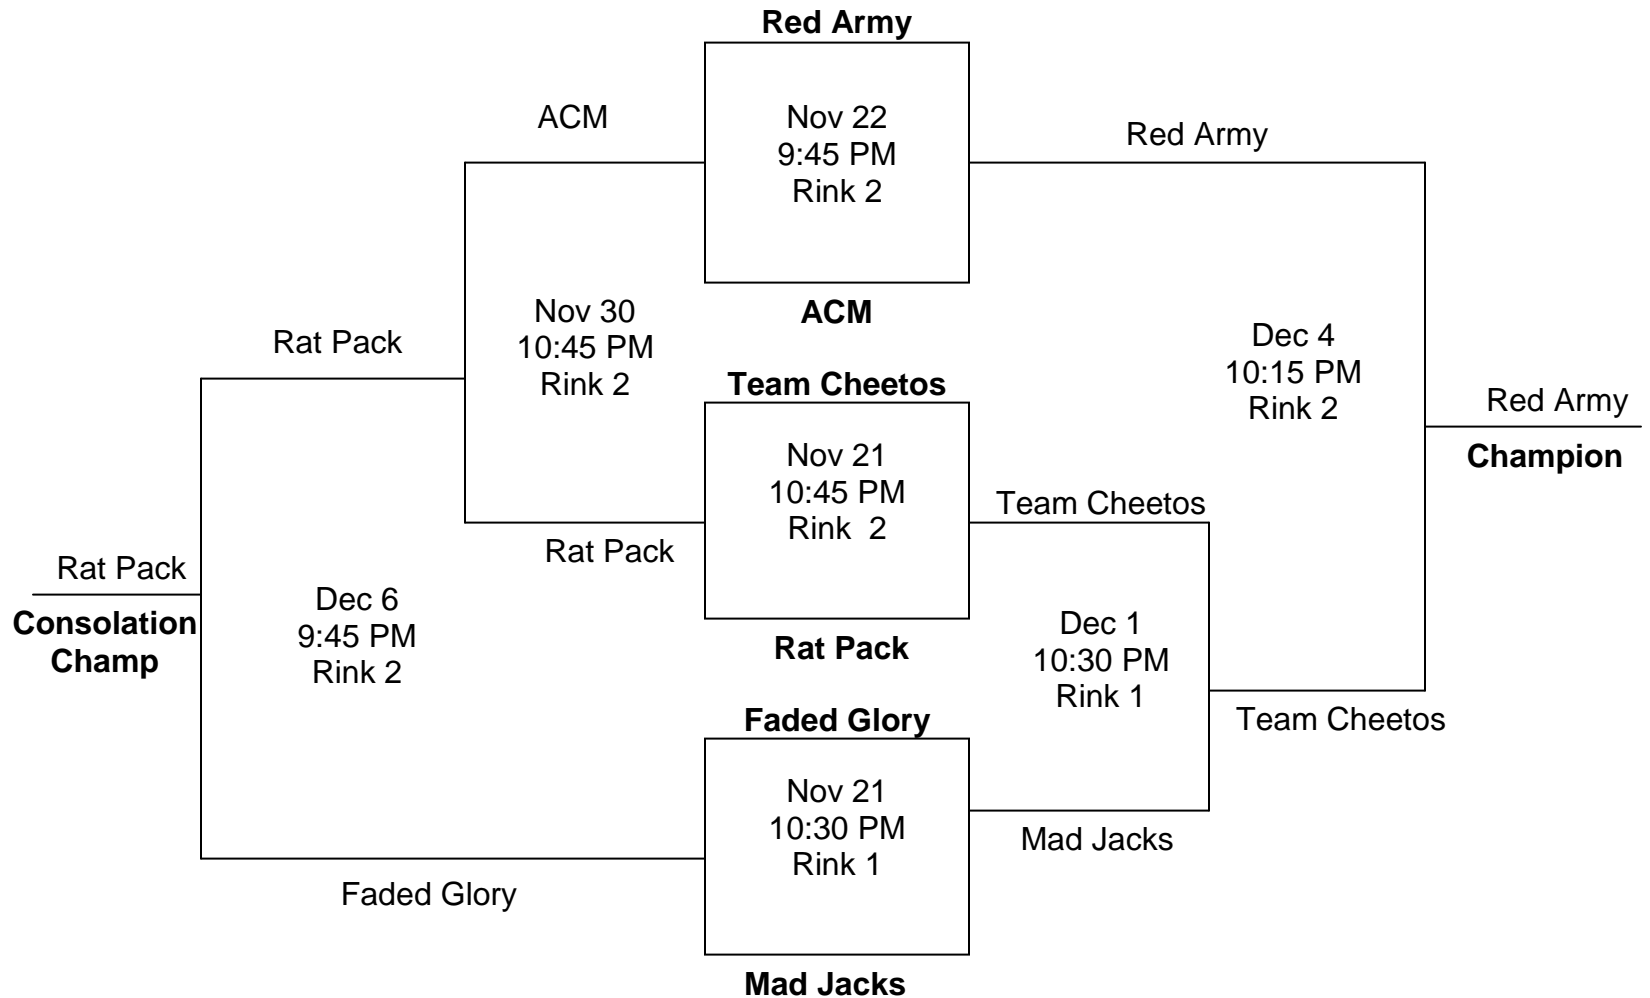 Red Army
ACM
Nov 22
9:45 PM
Rink 2
Red Army
Nov 30
10:45 PM
Rink 2
ACM
Rat Pack
Dec 4
10:15 PM
Rink 2
Team Cheetos
Red Army
Champion
Nov 21
10:45 PM
Rink 2
Team Cheetos
Rat Pack
Rat Pack
Consolation
Champ
Dec 6
9:45 PM
Rink 2
Rat Pack
Dec 1
10:30 PM
Rink 1
Faded Glory
Team Cheetos
Nov 21
10:30 PM
Rink 1
Mad Jacks
Faded Glory
Mad Jacks